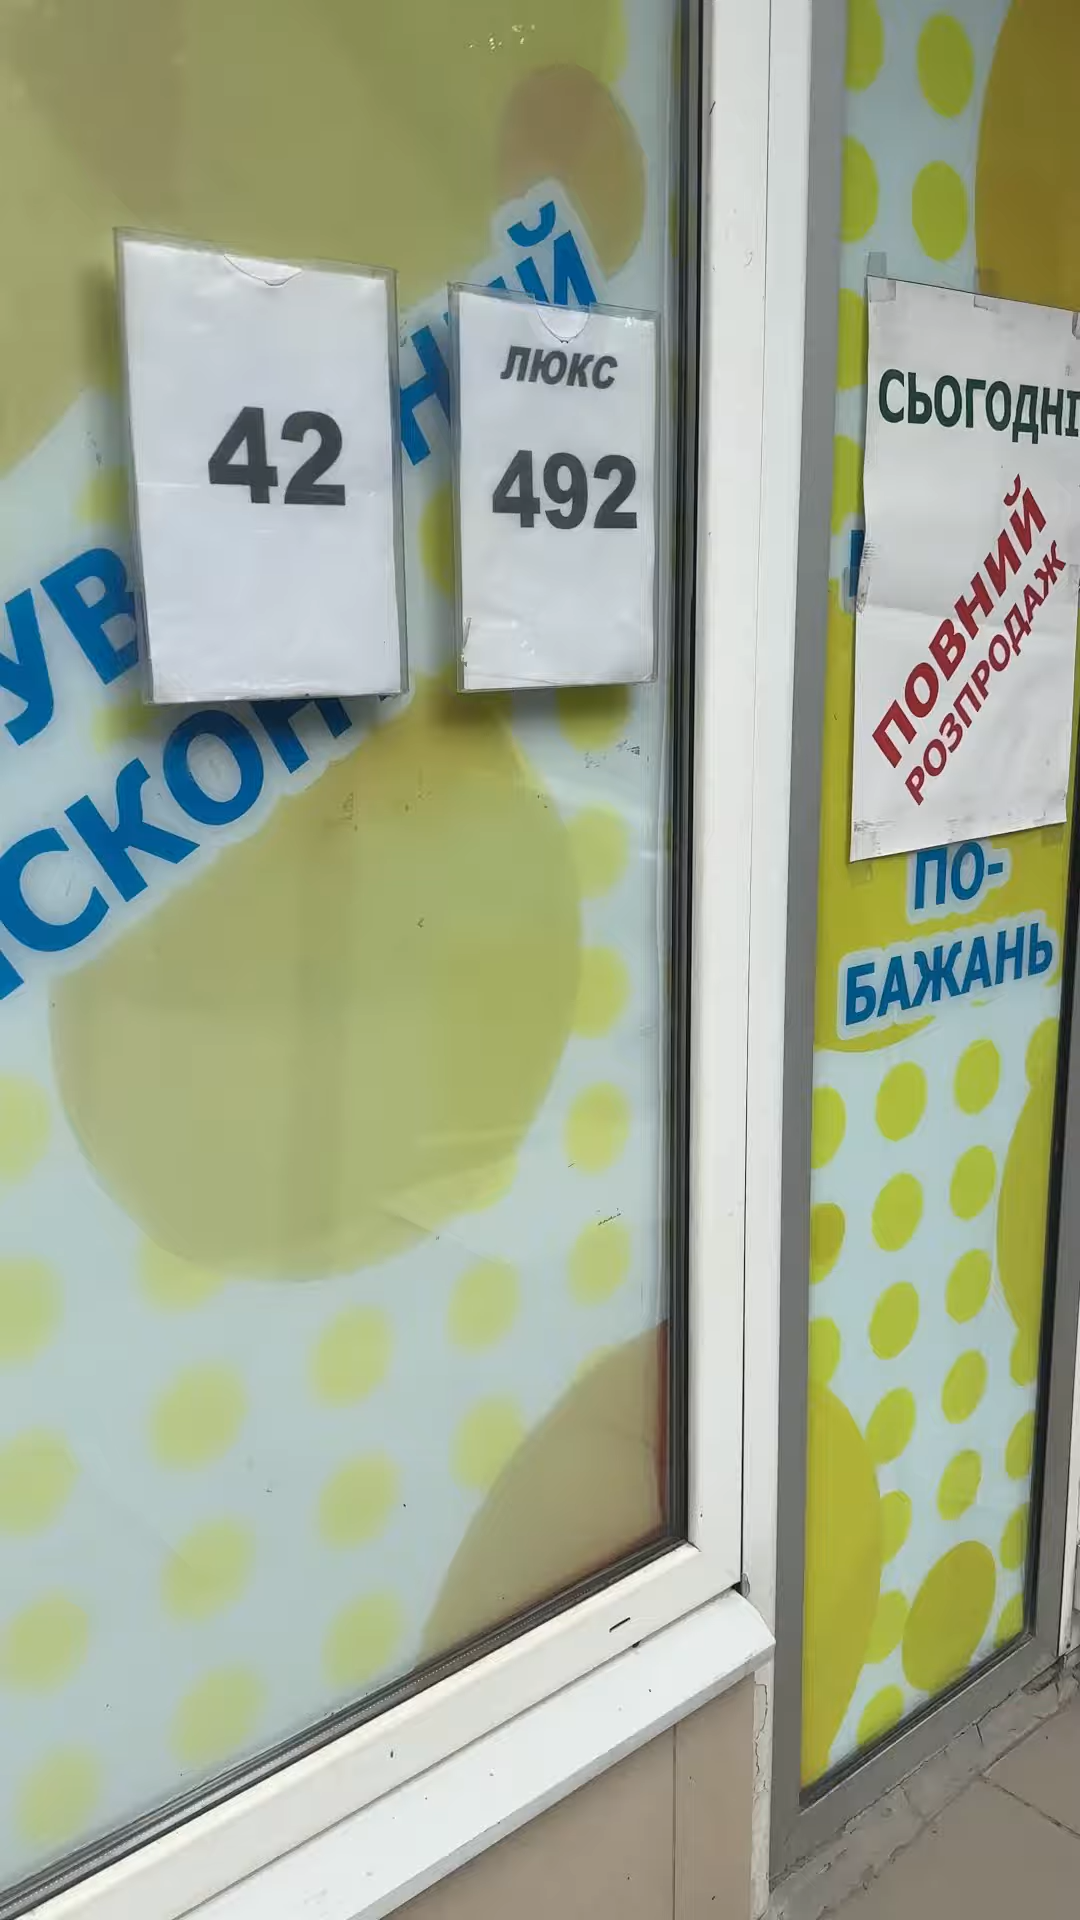 42
ЛЮКС
492
СЬОГОДНІ
ПОВНИЙ
РОЗПРОДАЖ
ПО-
БАЖАНЬ